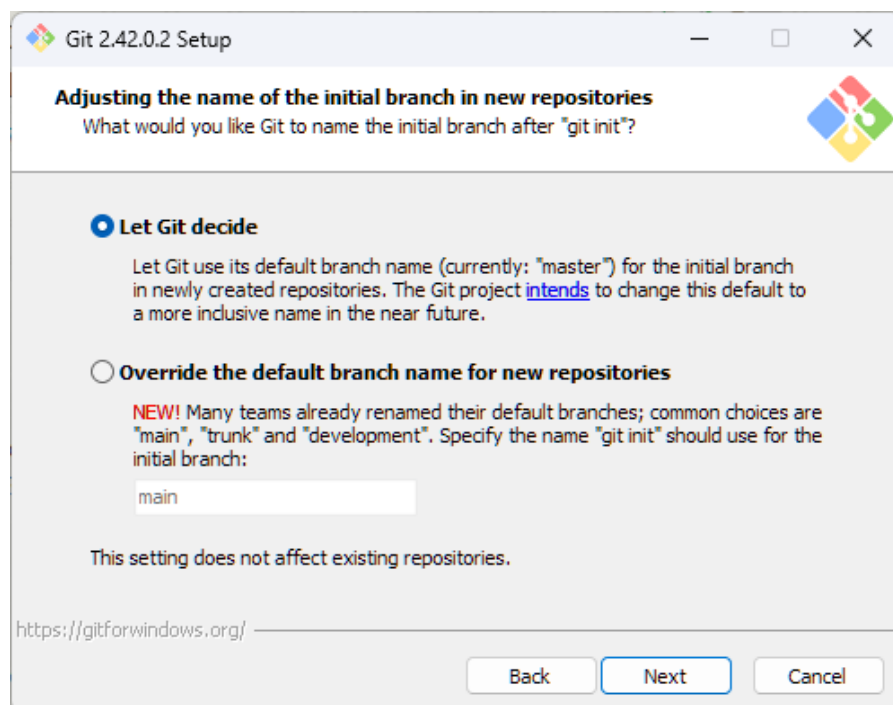 Git 2.42.0.2 Setup
Adjusting the name of the initial branch in new repositories
What would you like Git to name the initial branch after "git init"?
Let Git decide
Let Git use its default branch name (currently: "master") for the initial branch
in newly created repositories. The Git project intends to change this default to
a more inclusive name in the near future.
Override the default branch name for new repositories
NEW! Many teams already renamed their default branches; common choices are
"main", "trunk" and "development". Specify the name "git init" should use for the
initial branch:
main
This setting does not affect existing repositories.
https://gitforwindows.org/
Back
Next
Cancel